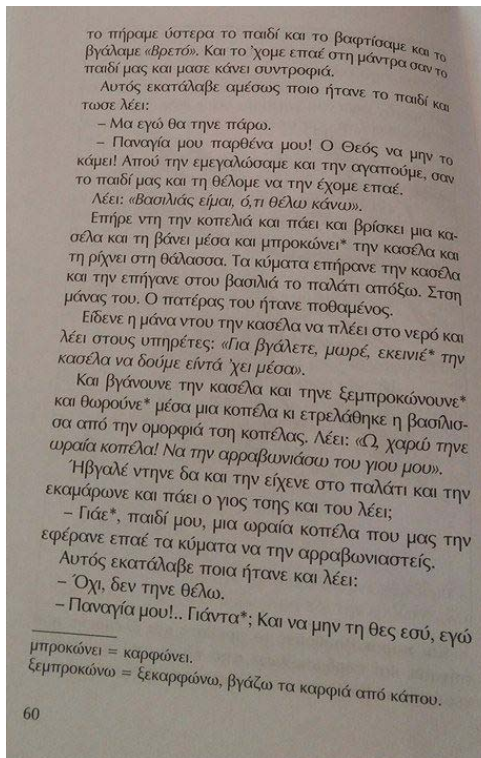 το πήραμε ύστερα το παιδί και το βαφτίσαμε και το
βγάλαμε «Βρετό». Και το ’χομε επαέ στη μάντρα σαν το
παιδί μας και μασε κάνει συντροφιά.
Αυτός εκατάλαβε αμέσως ποιο ήτανε το παιδί και
τωσε λέει:
– Μα εγώ θα τηνε πάρω.
– Παναγία μου παρθένα μου! Ο Θεός να μην το
κάμει! Απού την εμεγαλώσαμε και την αγαπούμε, σαν
το παιδί μας και τη θέλομε να την έχομε επαέ.
Λέει: «Βασιλιάς είμαι, ό,τι θέλω κάνω».
Επήρε ντη την κοπελιά και πάει και βρίσκει μια κα-
σέλα και τη βάνει μέσα και μπροκώνει* την κασέλα και
τη ρίχνει στη θάλασσα. Τα κύματα επήρανε την κασέλα
και την επήγανε στου βασιλιά το παλάτι απόξω. Στση
μάνας του. Ο πατέρας του ήτανε ποθαμένος.
Είδενε η μάνα ντου την κασέλα να πλέει στο νερό και
λέει στους υπηρέτες: «Για βγάλετε, μωρέ, εκεινιέ* την
κασέλα να δούμε είντά ’χει μέσα».
Και βγάνουνε την κασέλα και τηνε ξεμπροκώνουνε*
και θωρούνε* μέσα μια κοπέλα κι ετρελάθηκε η βασίλισ-
σα από την ομορφιά τση κοπέλας. Λέει: «Ω, χαρώ τηνε
ωραία κοπέλα! Να την αρραβωνιάσω του γιου μου».
Ήβγαλέ ντηνε δα και την είχενε στο παλάτι και την
εκαμάρωνε και πάει ο γιος τσης και του λέει;
– Γιάε*, παιδί μου, μια ωραία κοπέλα που μας την
εφέρανε επαέ τα κύματα να την αρραβωνιαστείς.
Αυτός εκατάλαβε ποια ήτανε και λέει:
– Όχι, δεν τηνε θέλω.
– Παναγία μου!.. Γιάντα*; Και να μην τη θες εσύ, εγώ
μπροκώνει = καρφώνει.
ξεμπροκώνω = ξεκαρφώνω, βγάζω τα καρφιά από κάπου.
60